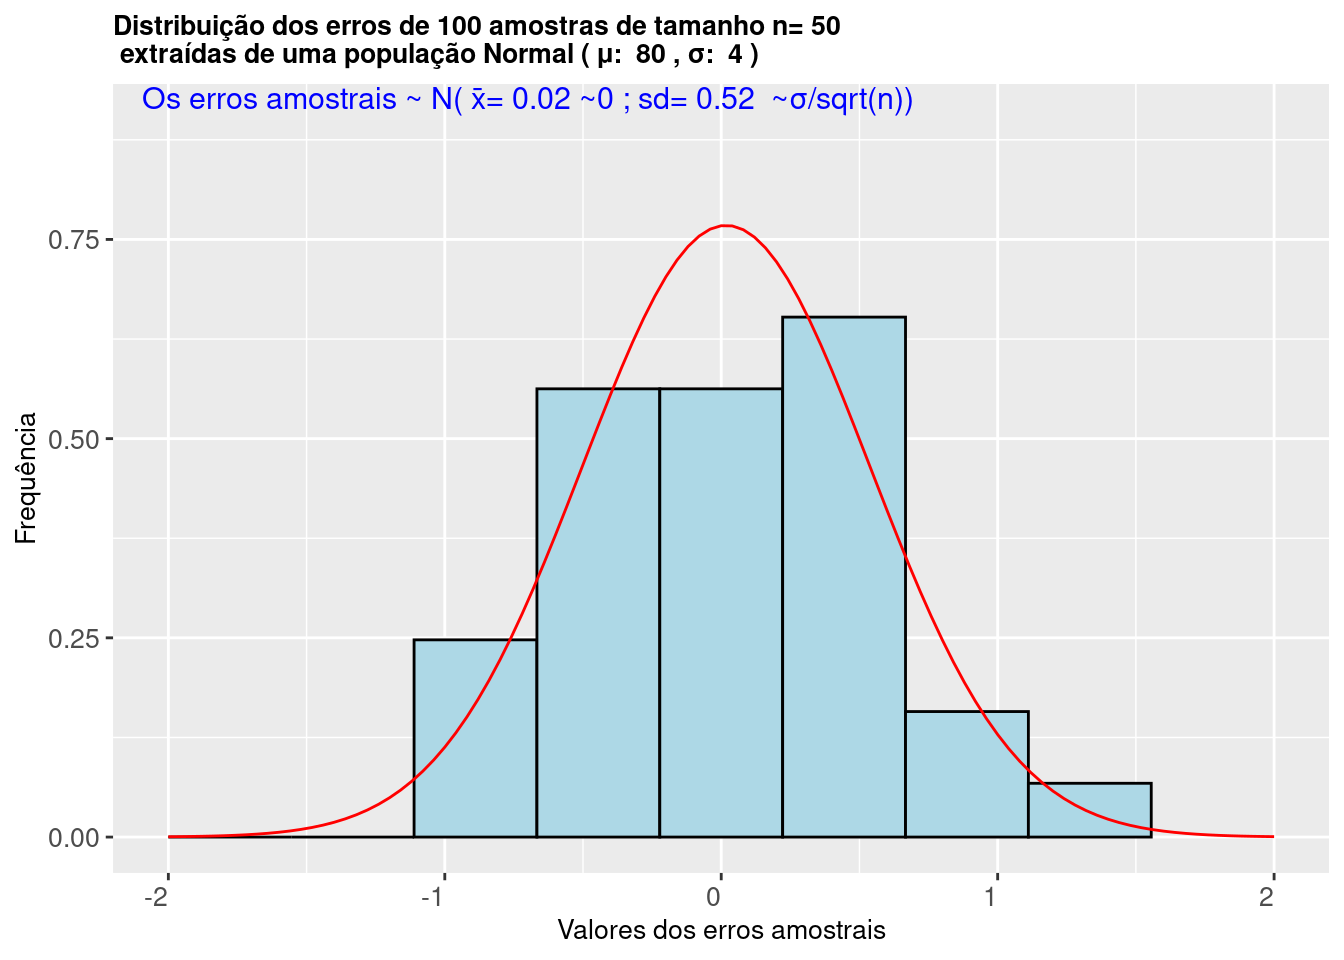 Distribuição dos erros de 100 amostras de tamanho n= 50
extraídas de uma população Normal ( μ:  80 , σ:  4 )
Os erros amostrais ~ N( x̄= 0.02 ~0 ; sd= 0.52  ~σ/sqrt(n))
Frequência
0.75
0.50
0.25
0.00
-2
-1
0
1
2
Valores dos erros amostrais